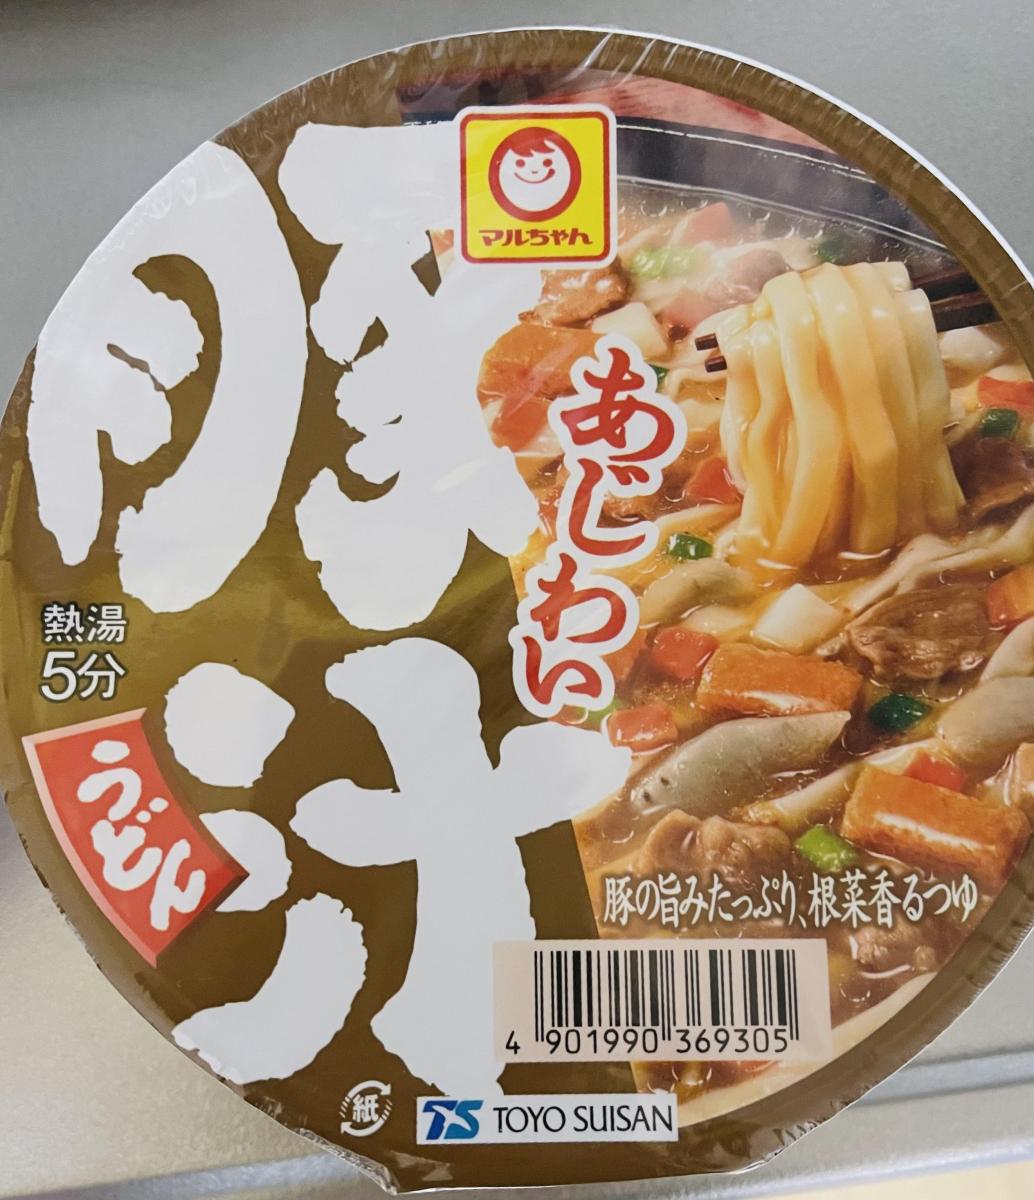 マルちゃん
あじわい
豚汁
うどん
熱湯
5分
豚の旨みたっぷり、根菜香るつゆ
4 901990 369305
紙
TS TOYO SUISAN